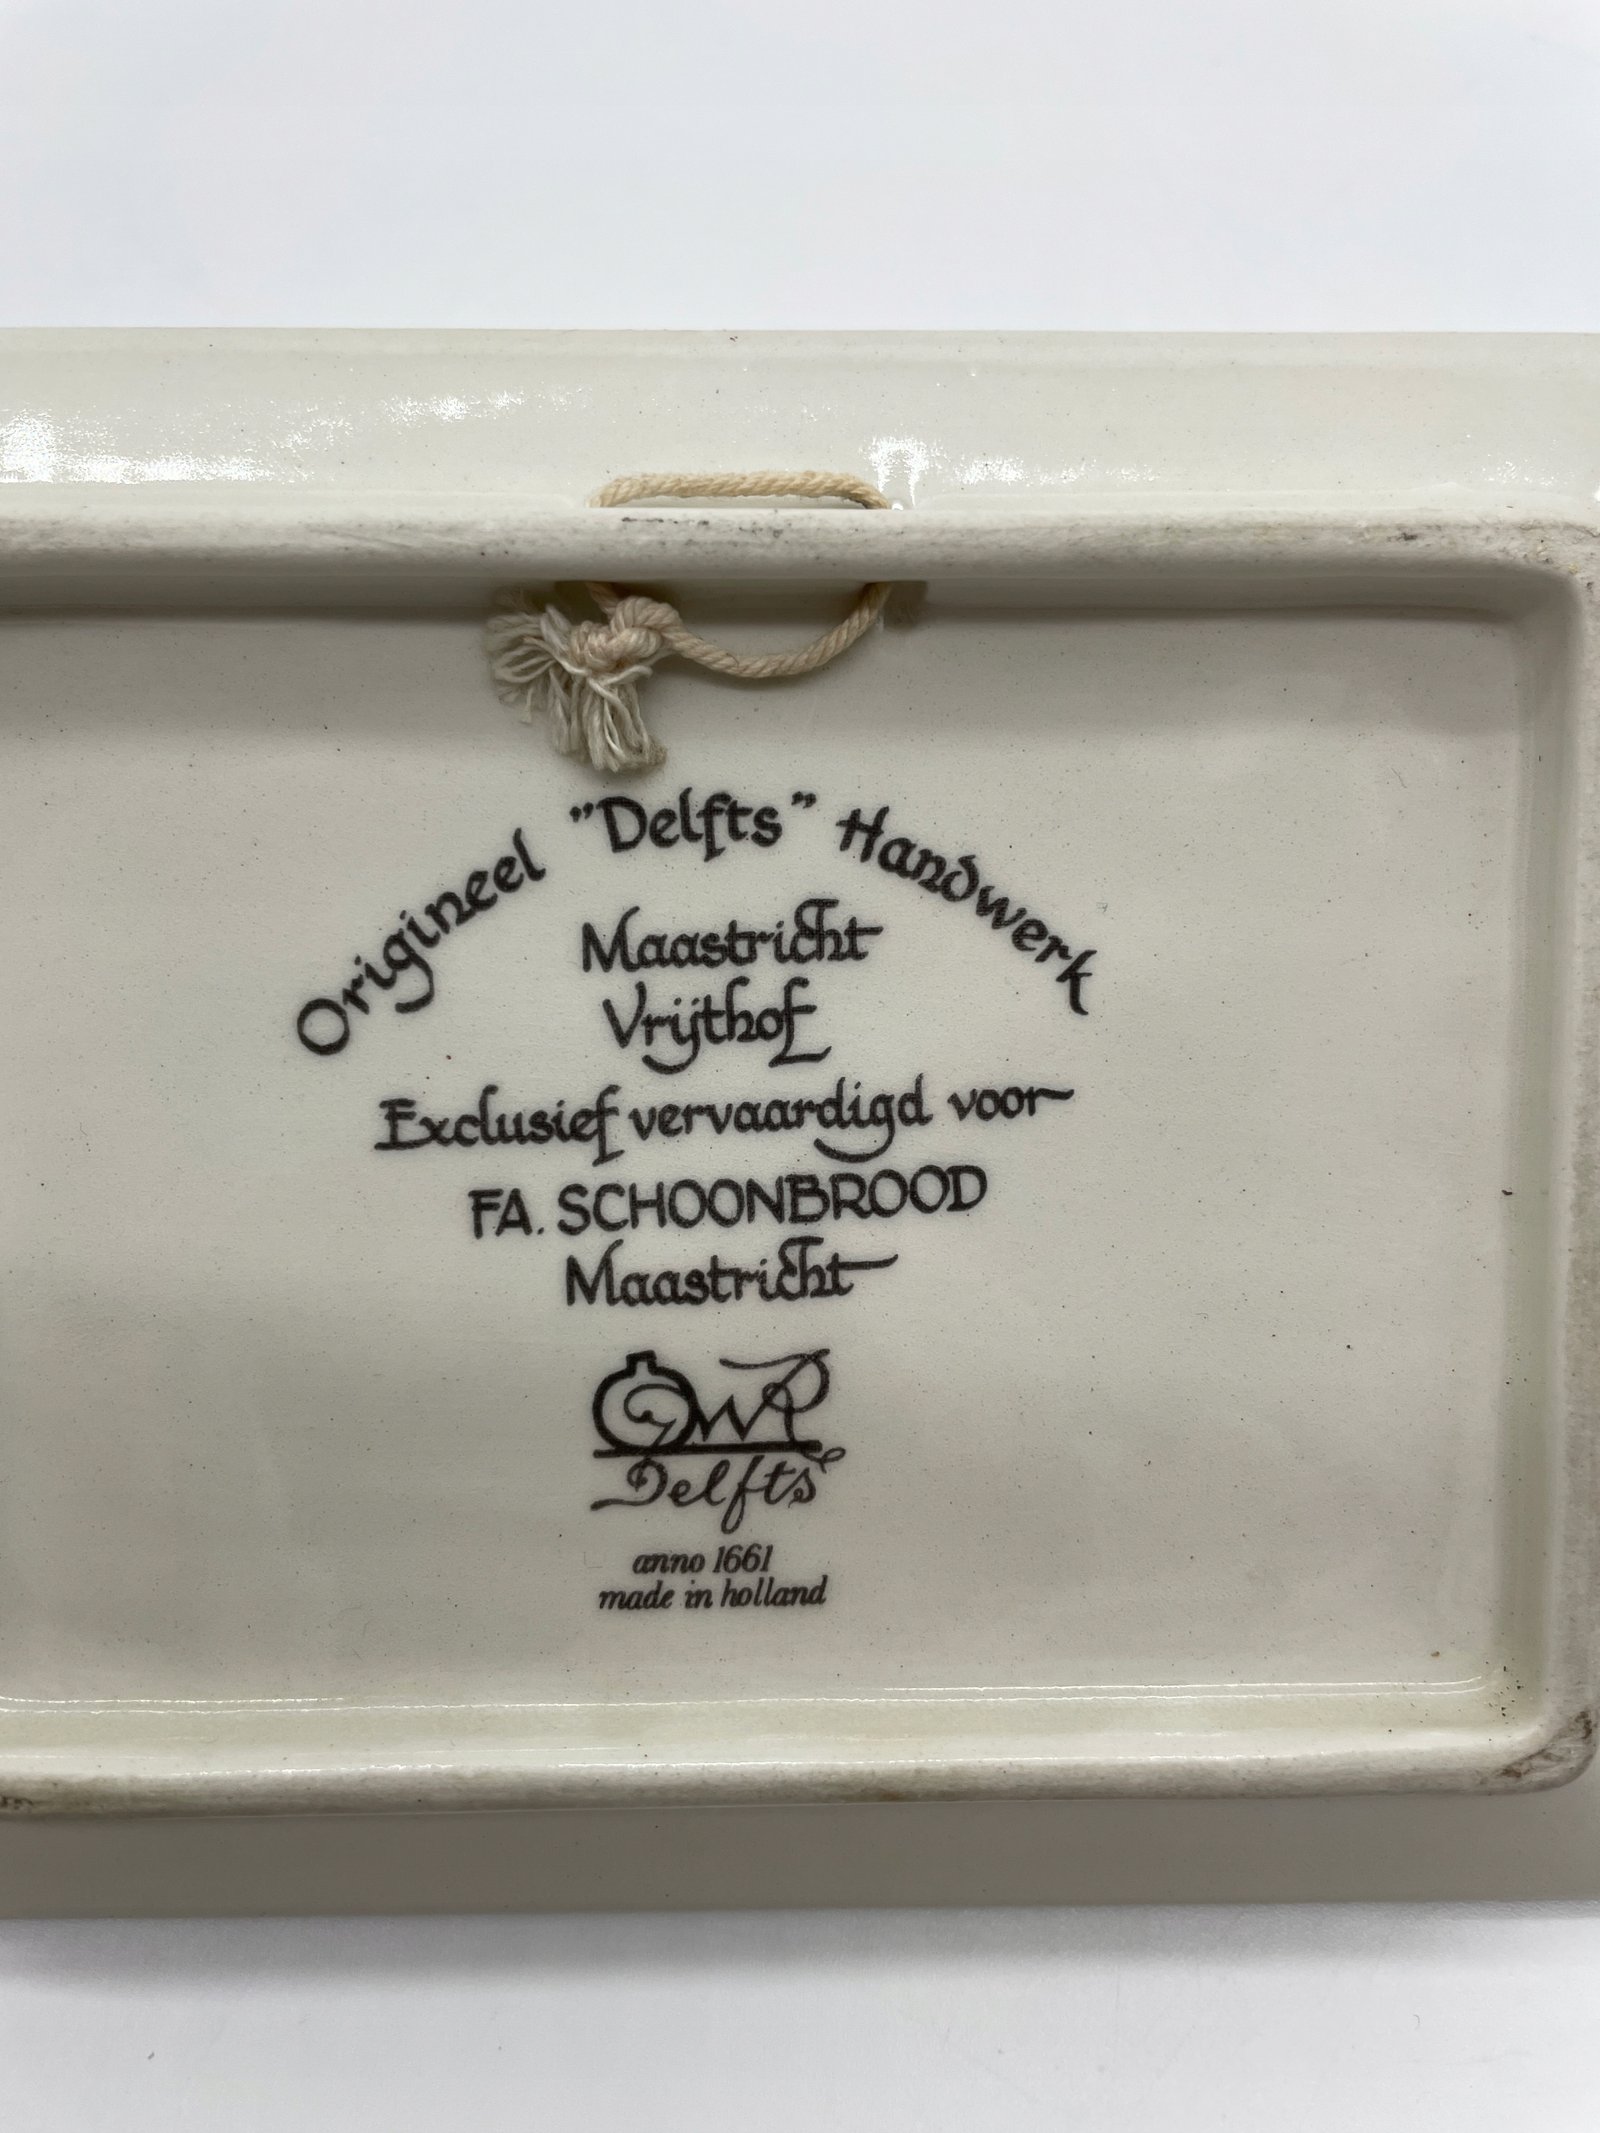 Origineel "Delfts" Handwerk
Maastricht
Vrijthof
Exclusief vervaardigd voor
FA. SCHOONBROOD
Maastricht
Delfts
anno 1661
made in holland